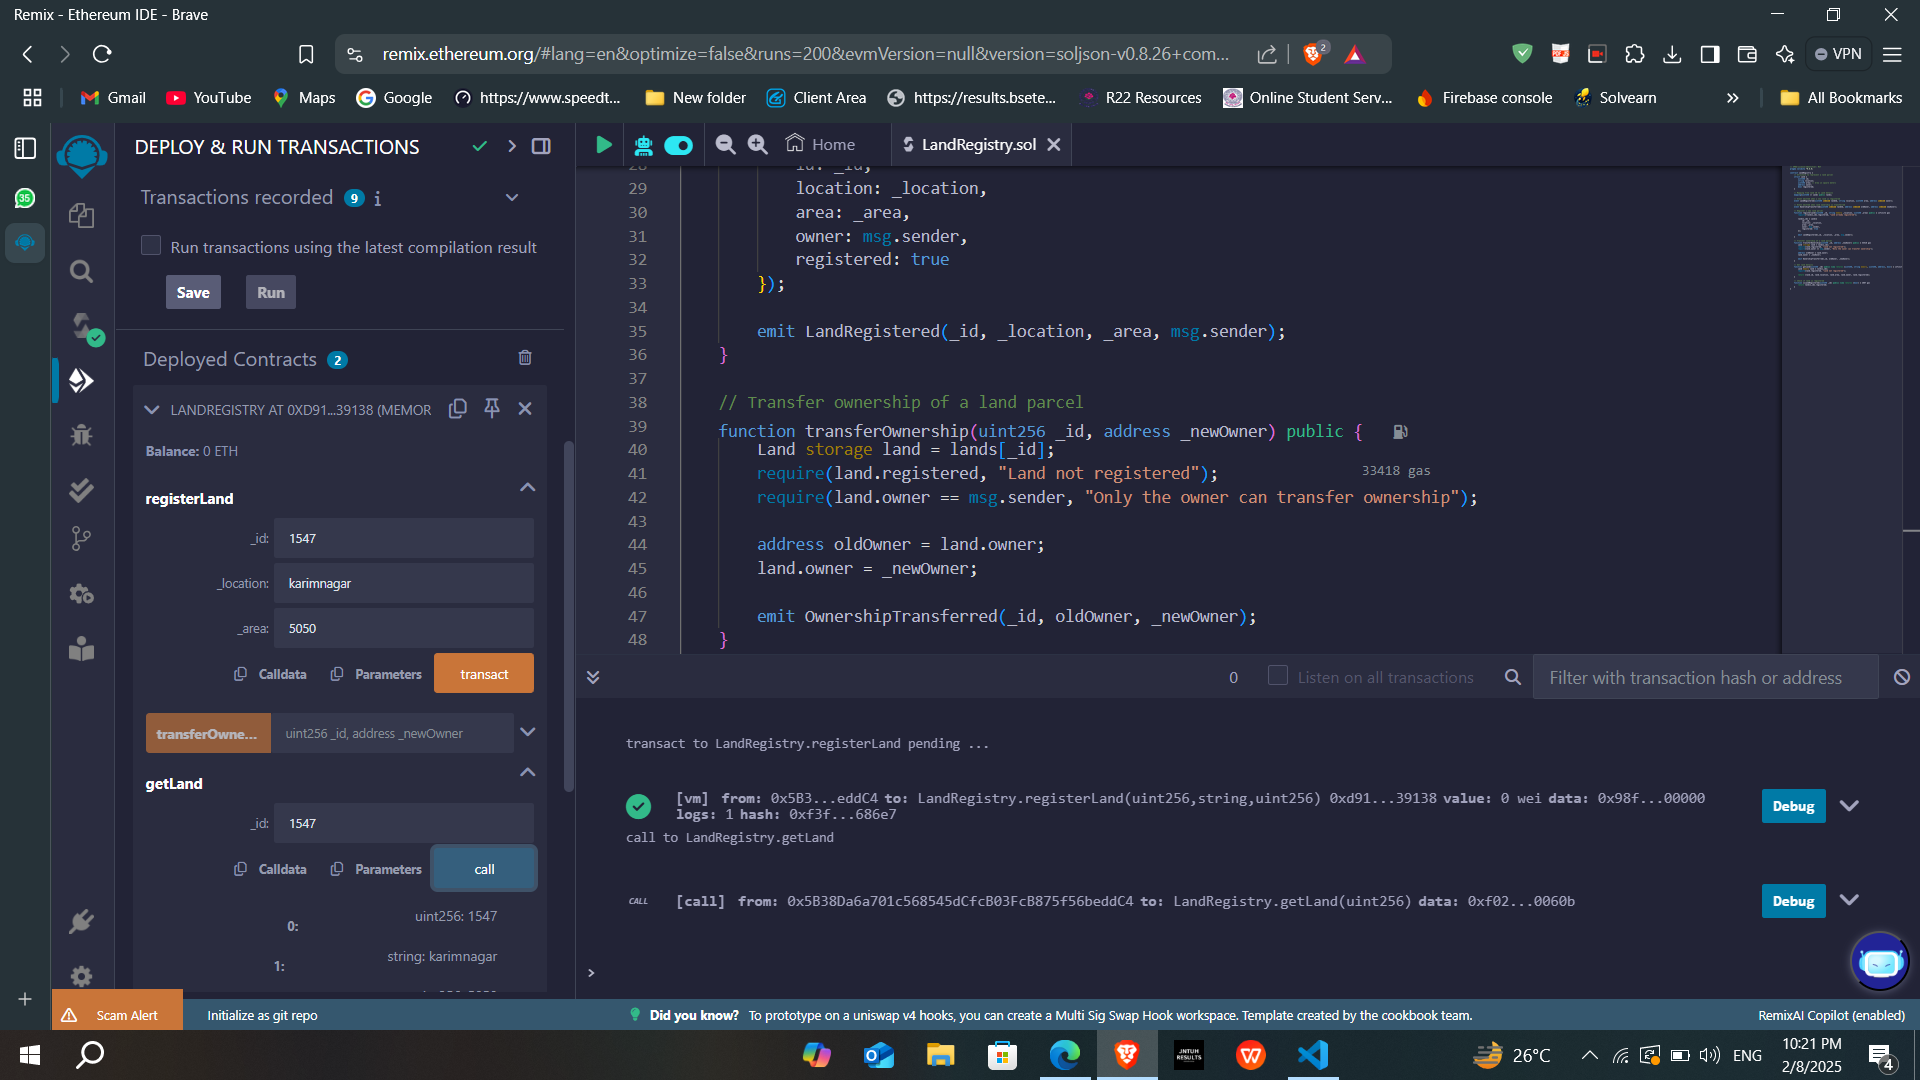 Remix - Ethereum IDE - Brave
remix.ethereum.org/#lang=en&optimize=false&runs=200&evmVersion=null&version=soljson-v0.8.26+com...
2
VPN
Gmail
YouTube
Maps
Google
https://www.speedt...
New folder
Client Area
https://results.bsete...
R22 Resources
Online Student Serv...
Firebase console
Solvearn
All Bookmarks
35
DEPLOY & RUN TRANSACTIONS
Transactions recorded 9 i
Run transactions using the latest compilation result
Save
Run
Deployed Contracts 2
LANDREGISTRY AT 0XD91...39138 (MEMOR
Balance: 0 ETH
registerLand
_id: 1547
_location: karimnagar
_area: 5050
Calldata
Parameters
transact
transferOwne...
uint256 _id, address _newOwner
getLand
_id: 1547
Calldata
Parameters
call
0: uint256: 1547
1: string: karimnagar
Home
LandRegistry.sol
29 location: _location,
30 area: _area,
31 owner: msg.sender,
32 registered: true
33 });
34
35 emit LandRegistered(_id, _location, _area, msg.sender);
36 }
37
38 // Transfer ownership of a land parcel
39 function transferOwnership(uint256 _id, address _newOwner) public {
40 Land storage land = lands[_id];
33418 gas
41 require(land.registered, "Land not registered");
42 require(land.owner == msg.sender, "Only the owner can transfer ownership");
43
44 address oldOwner = land.owner;
45 land.owner = _newOwner;
46
47 emit OwnershipTransferred(_id, oldOwner, _newOwner);
48 }
0
Listen on all transactions
Filter with transaction hash or address
transact to LandRegistry.registerLand pending ...
[vm] from: 0x5B3...eddC4 to: LandRegistry.registerLand(uint256,string,uint256) 0xd91...39138 value: 0 wei data: 0x98f...00000
logs: 1 hash: 0xf3f...686e7
Debug
call to LandRegistry.getLand
CALL
[call] from: 0x5B38Da6a701c568545dCfcB03FcB875f56beddC4 to: LandRegistry.getLand(uint256) data: 0xf02...0060b
Debug
>
Scam Alert
Initialize as git repo
Did you know? To prototype on a uniswap v4 hooks, you can create a Multi Sig Swap Hook workspace. Template created by the cookbook team.
RemixAI Copilot (enabled)
JNTUH
RESULTS
26°C
ENG
10:21 PM
2/8/2025
4